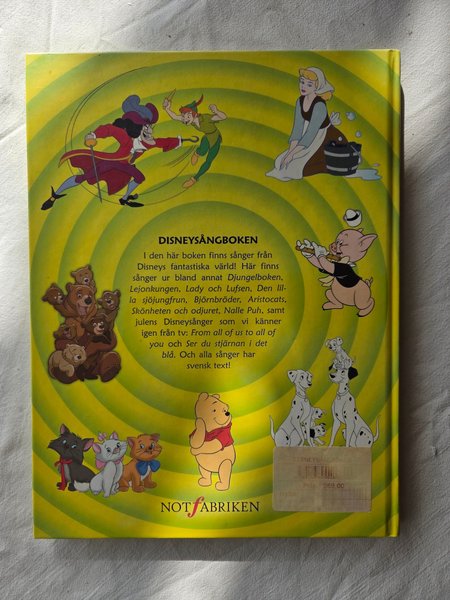 DISNEYSÅNGBOKEN
I den här boken finns sånger från
Disneys fantastiska värld! Här finns
sånger ur bland annat Djungelboken,
Lejonkungen, Lady och Lufsen, Den lil-
la sjöjungfrun, Björnbröder, Aristocats,
Skönheten och odjuret, Nalle Puh, samt
julens Disneysånger som vi känner
igen från tv: From all of us to all of
you och Ser du stjärnan i det
blå. Och alla sånger har
svensk text!
NOTfABRIKEN